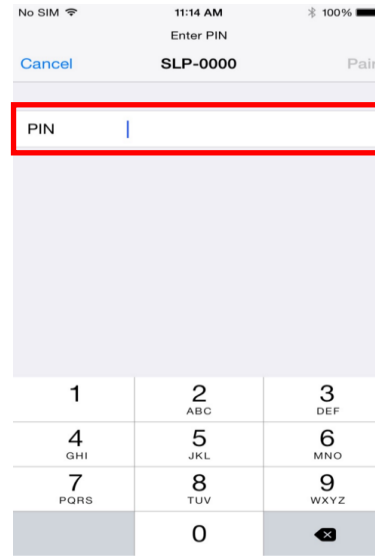 No SIM 11:14 AM 100%
Enter PIN
Cancel SLP-0000 Pair
PIN
1 2 3
ABC DEF
4 5 6
GHI JKL MNO
7 8 9
PQRS TUV WXYZ
0